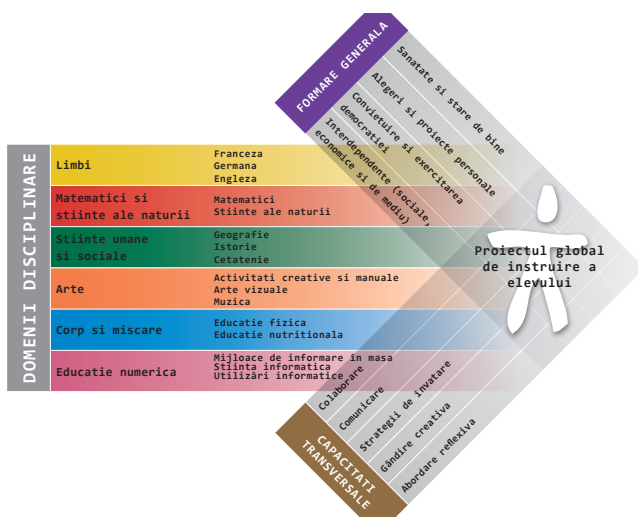 FORMARE GENERALA
Sanatate si stare de bine
Alegeri si proiecte personale
Convietuire si exercitarea
democratiei
Interdependente (sociale,
economice si de mediu)
DOMENII DISCIPLINARE
Limbi
Franceza
Germana
Engleza
Matematici si
stiinte ale naturii
Matematici
Stiinte ale naturii
Stiinte umane
si sociale
Geografie
Istorie
Cetatenie
Arte
Activitati creative si manuale
Arte vizuale
Muzica
Corp si miscare
Educatie fizica
Educatie nutritionala
Educatie numerica
Mijloace de informare în masa
Stiinta informatica
Utilizări informatice
Proiectul global
de instruire a
elevului
Colaborare
Comunicare
Strategii de invatare
Gândire creativa
Abordare reflexiva
CAPACITATI
TRANSVERSALE